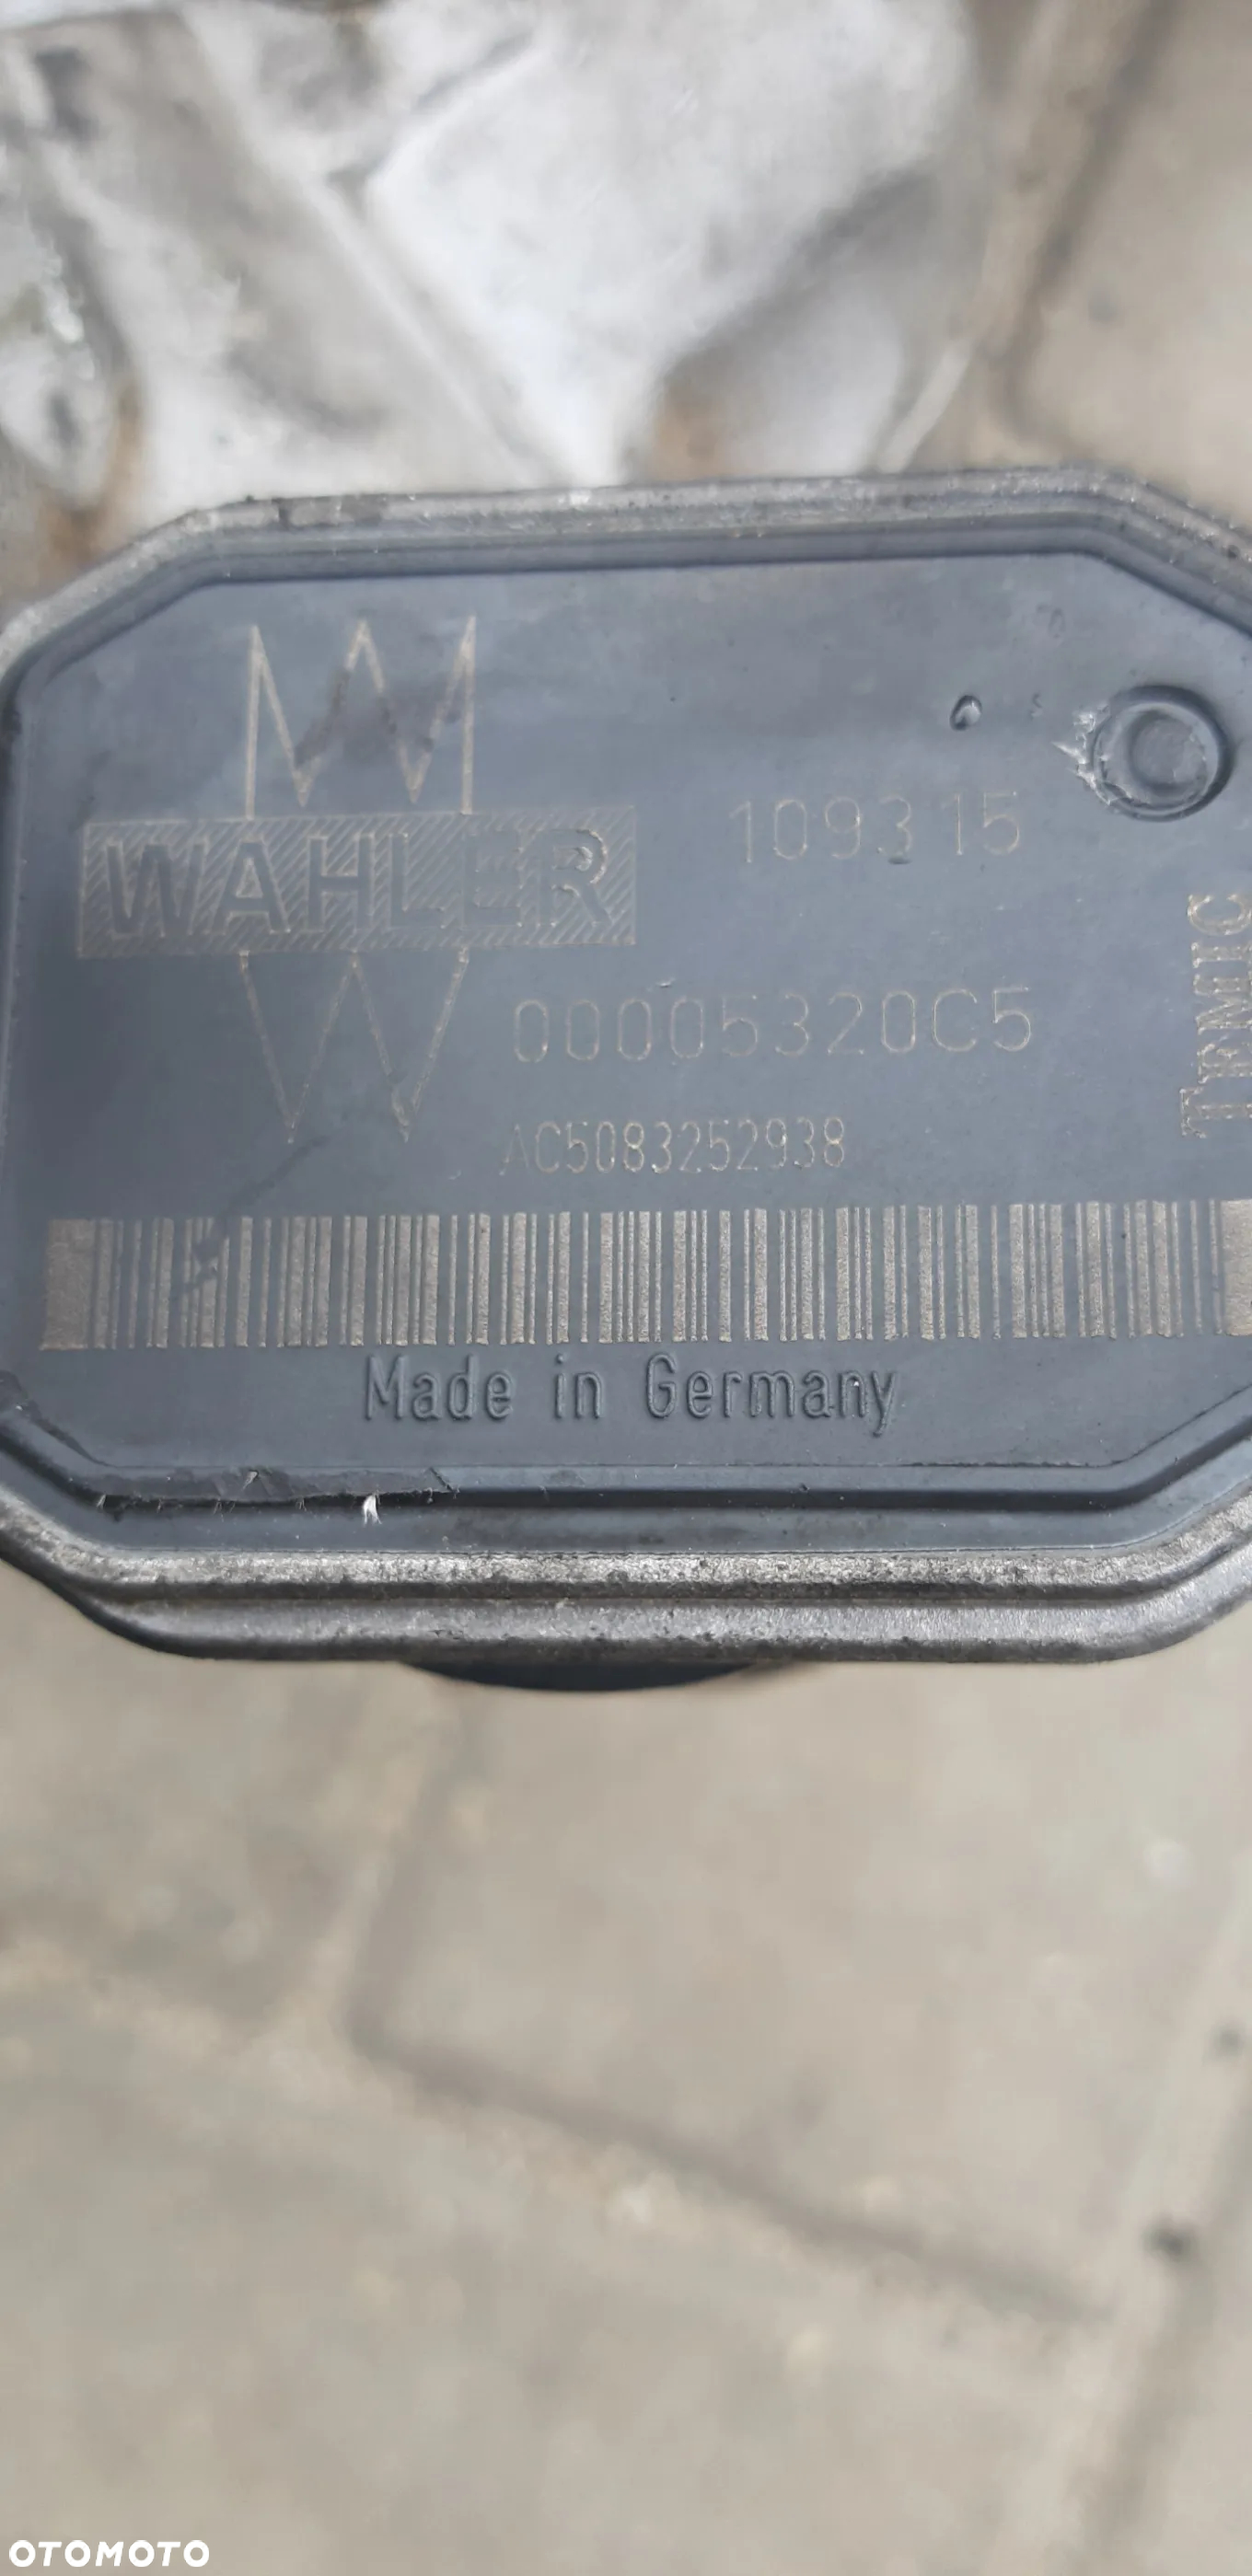 WAHLER
109315
00005320C5
AC5083252938
TEMIC
Made in Germany
OTOMOTO